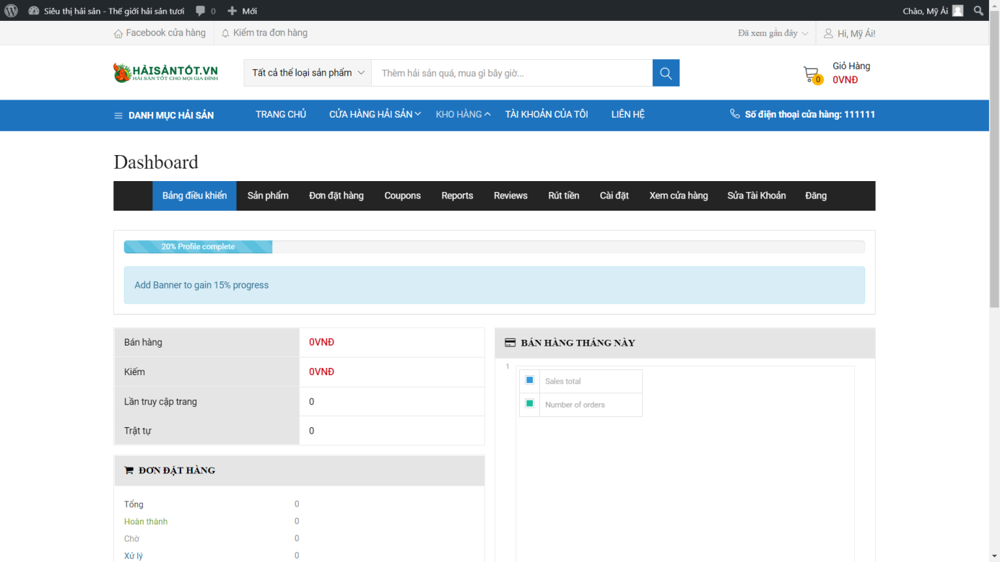 Siêu thị hải sản - Thế giới hải sản tươi 0 Mới Chào, Mỹ Ái
Facebook cửa hàng Kiểm tra đơn hàng Đã xem gần đây Hi, Mỹ Ái!
HẢISẢNTỐT.VN
HẢI SẢN TỐT CHO MỌI GIA ĐÌNH
Tất cả thể loại sản phẩm Thèm hải sản quá, mua gì bây giờ...
Giỏ Hàng
0 0VNĐ
DANH MỤC HẢI SẢN TRANG CHỦ CỬA HÀNG HẢI SẢN KHO HÀNG TÀI KHOẢN CỦA TÔI LIÊN HỆ Số điện thoại cửa hàng: 111111
Dashboard
Bảng điều khiển Sản phẩm Đơn đặt hàng Coupons Reports Reviews Rút tiền Cài đặt Xem cửa hàng Sửa Tài Khoản Đăng
20% Profile complete
Add Banner to gain 15% progress
Bán hàng 0VNĐ
Kiếm 0VNĐ
Lần truy cập trang 0
Trật tự 0
ĐƠN ĐẶT HÀNG
Tổng 0
Hoàn thành 0
Chờ 0
Xử lý 0
BÁN HÀNG THÁNG NÀY
1
Sales total
Number of orders